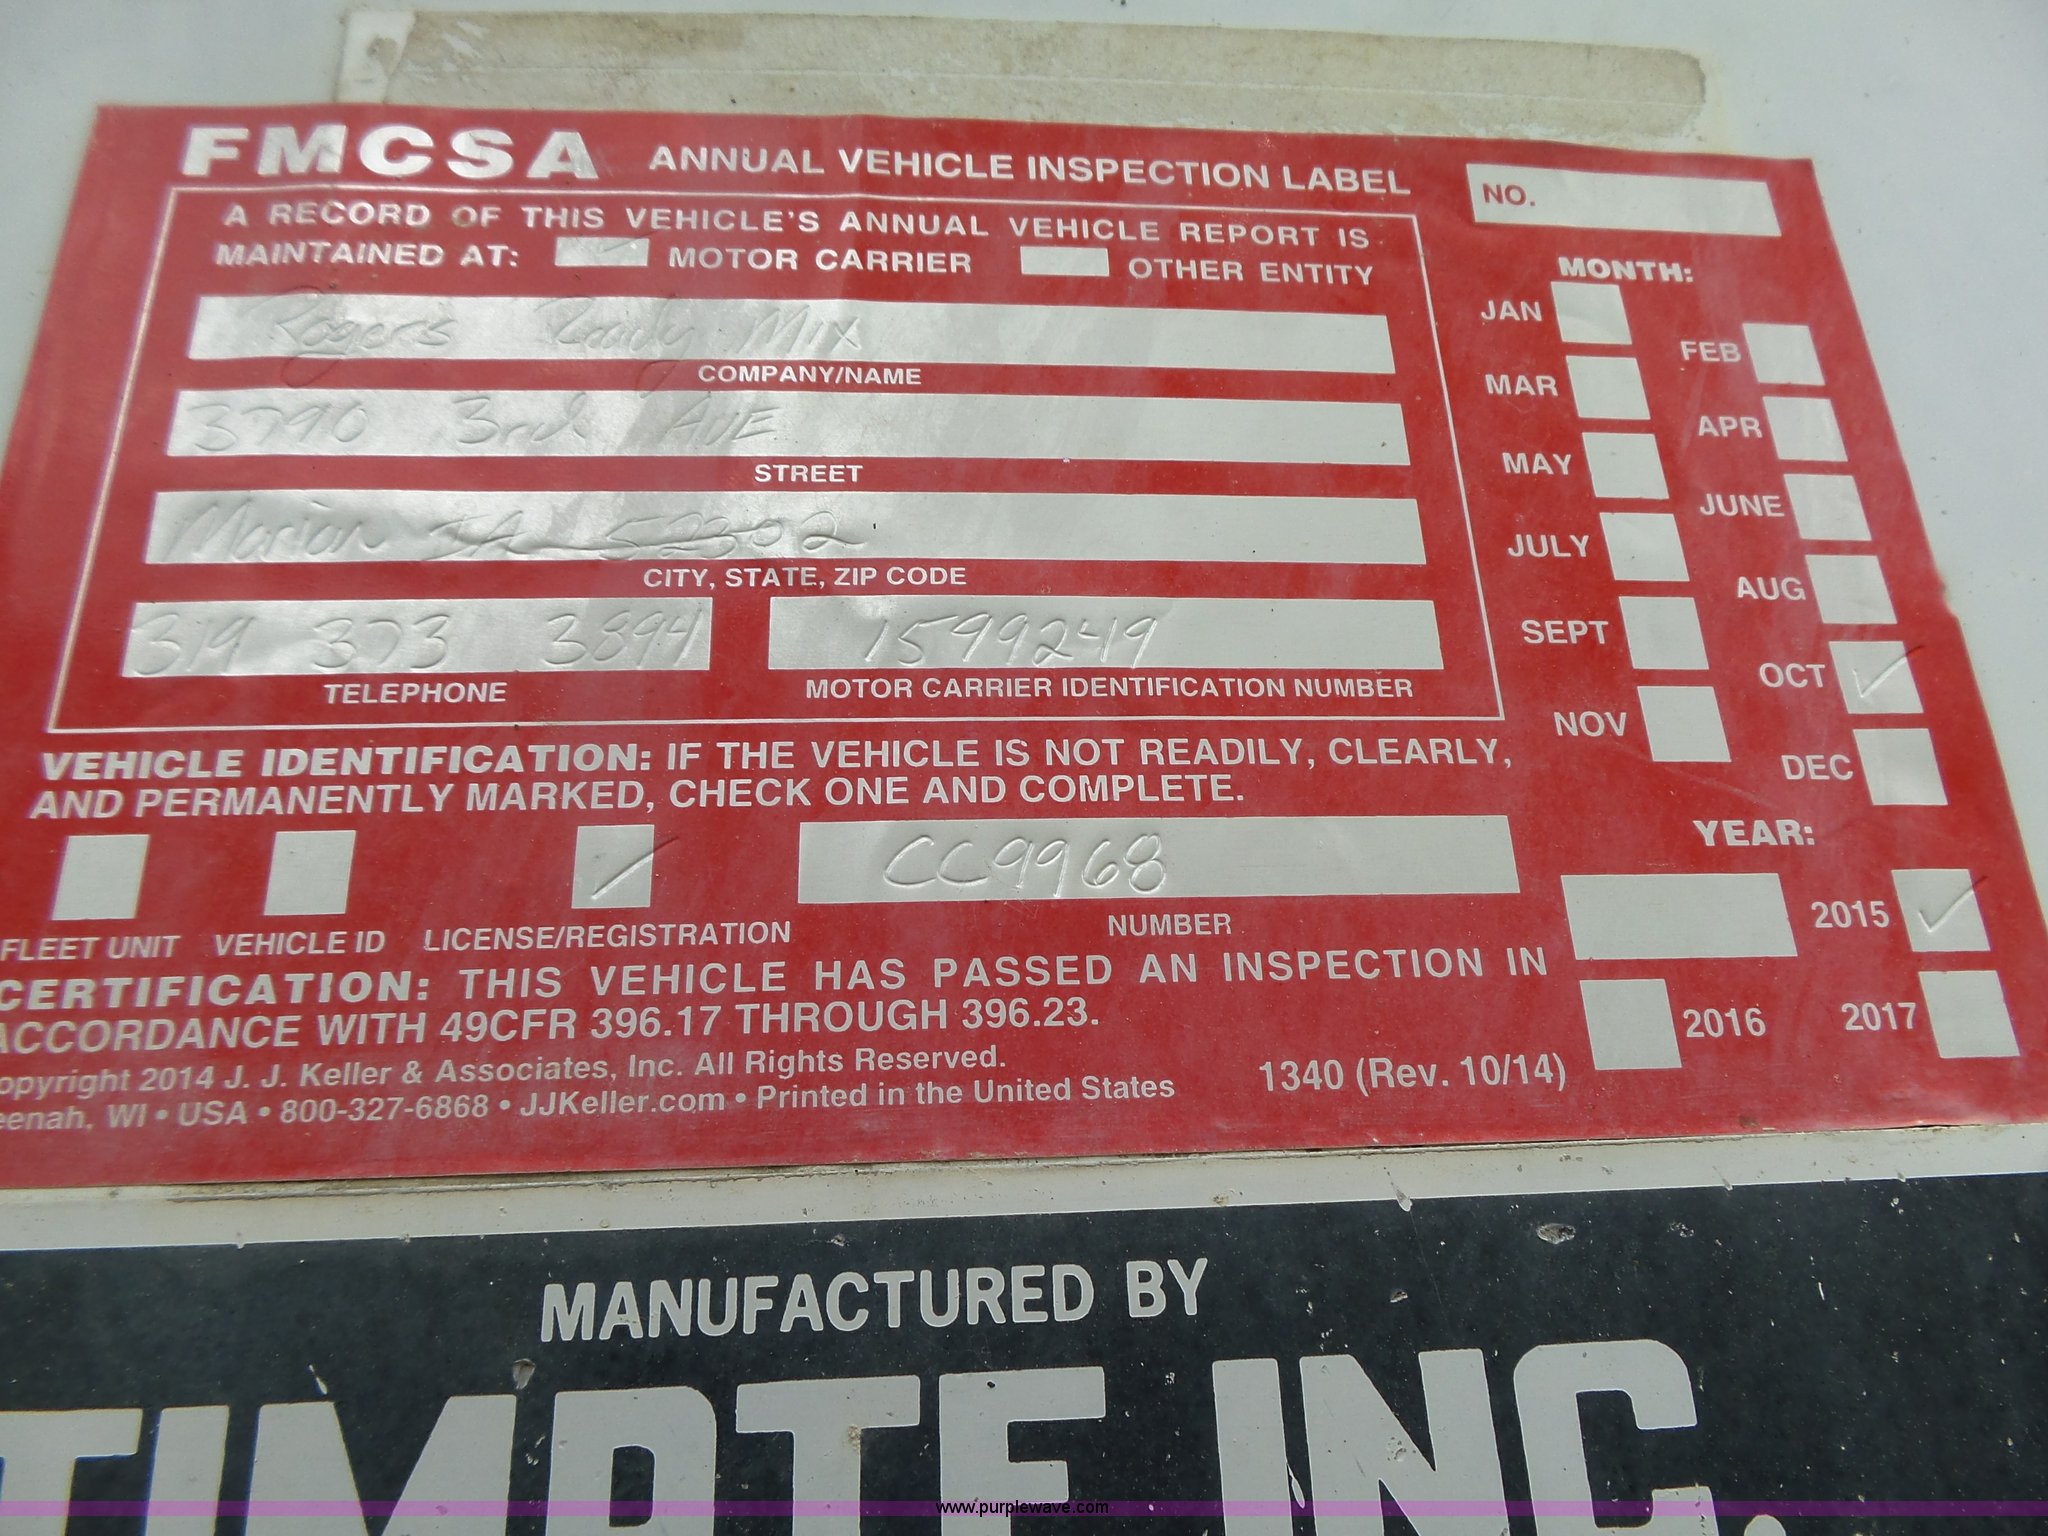 FMCSA ANNUAL VEHICLE INSPECTION LABEL
NO.
A RECORD OF THIS VEHICLE'S ANNUAL VEHICLE REPORT IS
MAINTAINED AT: MOTOR CARRIER OTHER ENTITY
Rogers Ready Mix
COMPANY/NAME
3790 3rd AVE
STREET
Marion IA 52302
CITY, STATE, ZIP CODE
319 373 3894 1599249
TELEPHONE MOTOR CARRIER IDENTIFICATION NUMBER
MONTH:
JAN
FEB
MAR
APR
MAY
JUNE
JULY
AUG
SEPT
OCT
NOV
DEC
VEHICLE IDENTIFICATION: IF THE VEHICLE IS NOT READILY, CLEARLY,
AND PERMANENTLY MARKED, CHECK ONE AND COMPLETE.
CC9968
FLEET UNIT VEHICLE ID LICENSE/REGISTRATION NUMBER
YEAR:
2015
2016 2017
CERTIFICATION: THIS VEHICLE HAS PASSED AN INSPECTION IN
ACCORDANCE WITH 49CFR 396.17 THROUGH 396.23.
opyright 2014 J. J. Keller & Associates, Inc. All Rights Reserved.
eenah, WI • USA • 800-327-6868 • JJKeller.com • Printed in the United States
1340 (Rev. 10/14)
MANUFACTURED BY
TIMPTE INC.
www.purplewave.com